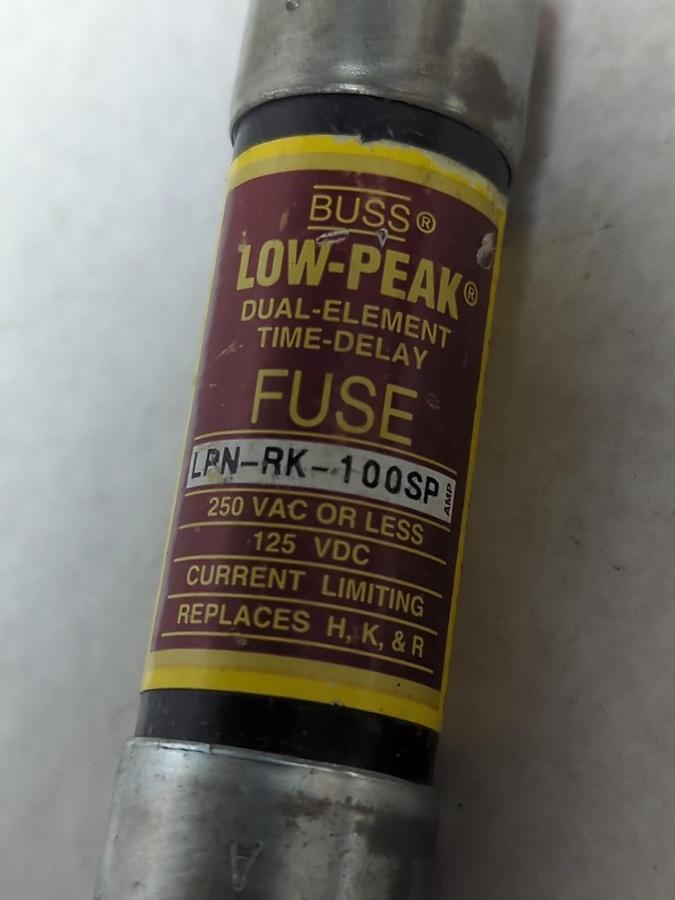 BUSS®
LOW-PEAK®
DUAL-ELEMENT
TIME-DELAY
FUSE
LPN-RK-100SP AMP
250 VAC OR LESS
125 VDC
CURRENT LIMITING
REPLACES H, K, & R
A